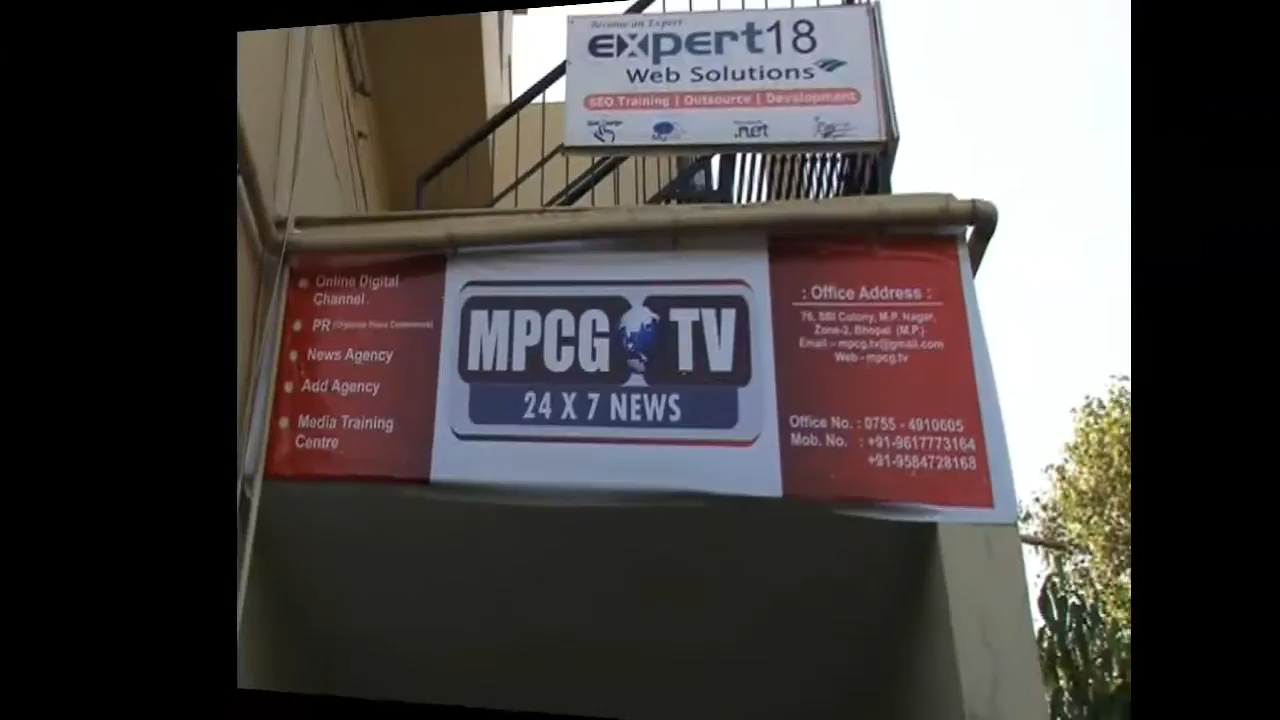 Become an Expert
expert18
Web Solutions
SEO Training | Outsource | Development
.net
Online Digital
Channel.
PR
News Agency
Add Agency
Media Training
Centre
MPCG TV
24 X 7 NEWS
: Office Address :
76, SBI Colony, M.P. Nagar,
Zone-2, Bhopal (M.P.)
Email – mpcg.tv@gmail.com
Web - mpcg.tv
Office No. : 0755 - 4910605
Mob. No. : +91-9617773164
+91-9584728168